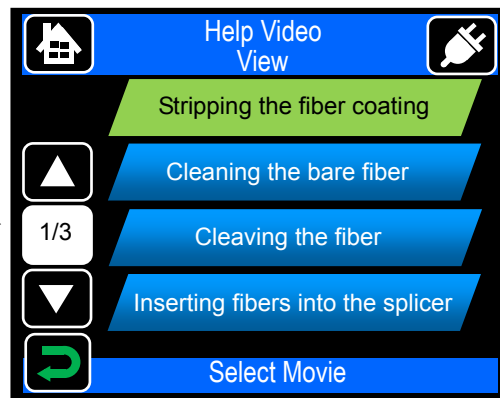 Help Video
View
Stripping the fiber coating
Cleaning the bare fiber
1/3
Cleaving the fiber
Inserting fibers into the splicer
Select Movie